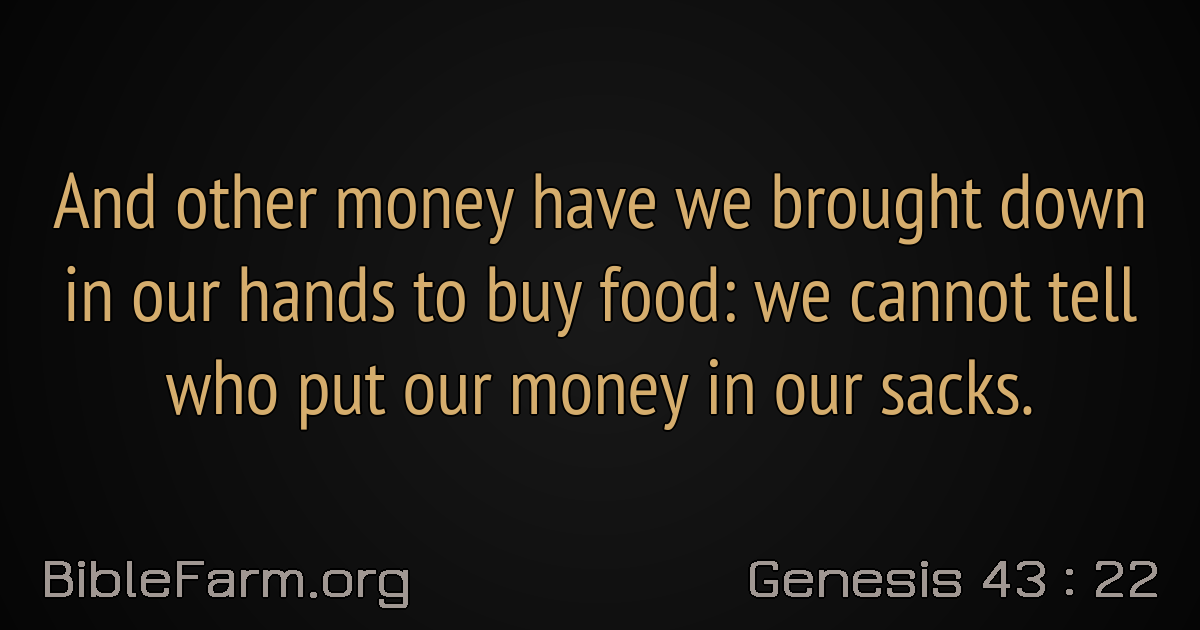 And other money have we brought down
in our hands to buy food: we cannot tell
who put our money in our sacks.
BibleFarm.org
Genesis 43 : 22